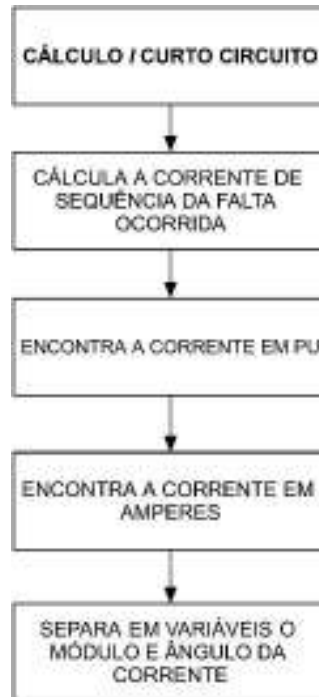 CÁLCULO / CURTO CIRCUITO
CÁLCULA A CORRENTE DE
SEQUÊNCIA DA FALTA
OCORRIDA
ENCONTRA A CORRENTE EM PU
ENCONTRA A CORRENTE EM
AMPERES
SEPARA EM VARIÁVEIS O
MÓDULO E ÂNGULO DA
CORRENTE